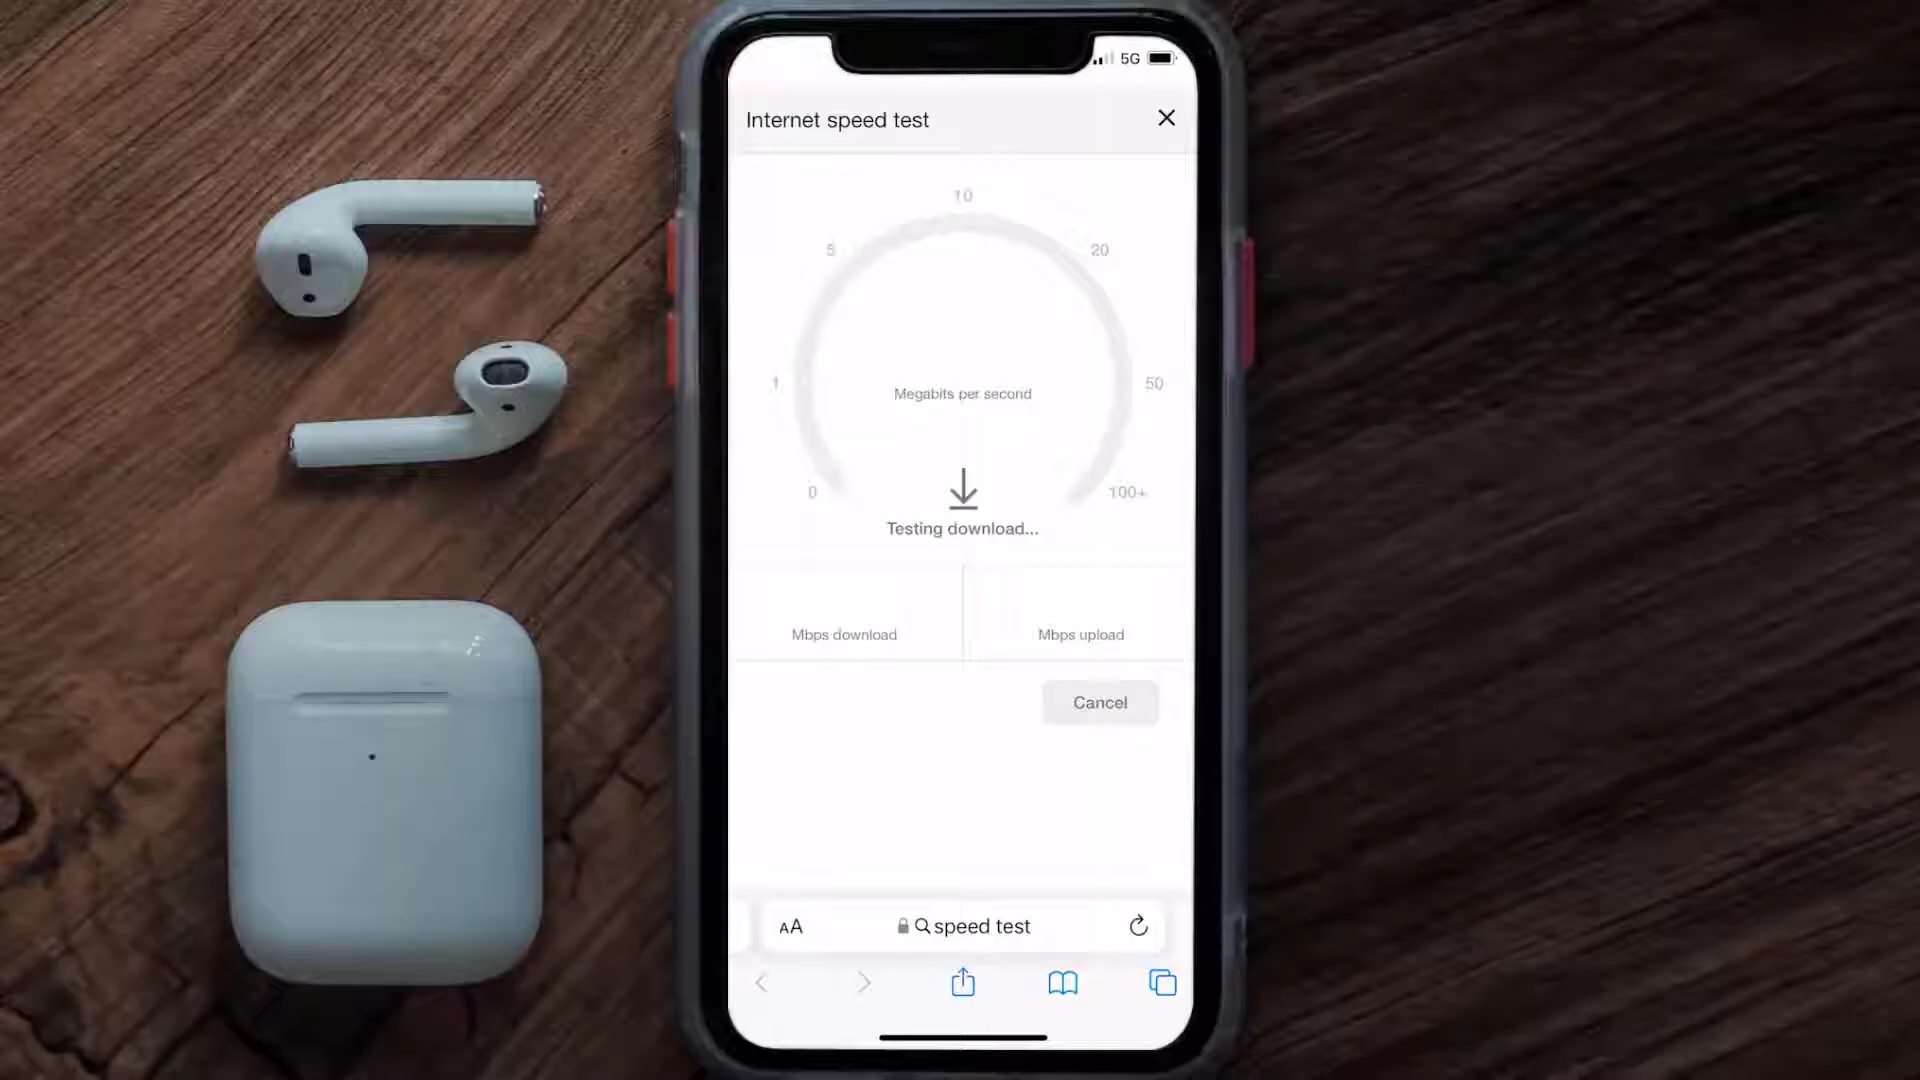 5G
Internet speed test
10
5
20
1
50
Megabits per second
0
100+
Testing download...
Mbps download
Mbps upload
Cancel
AA
speed test